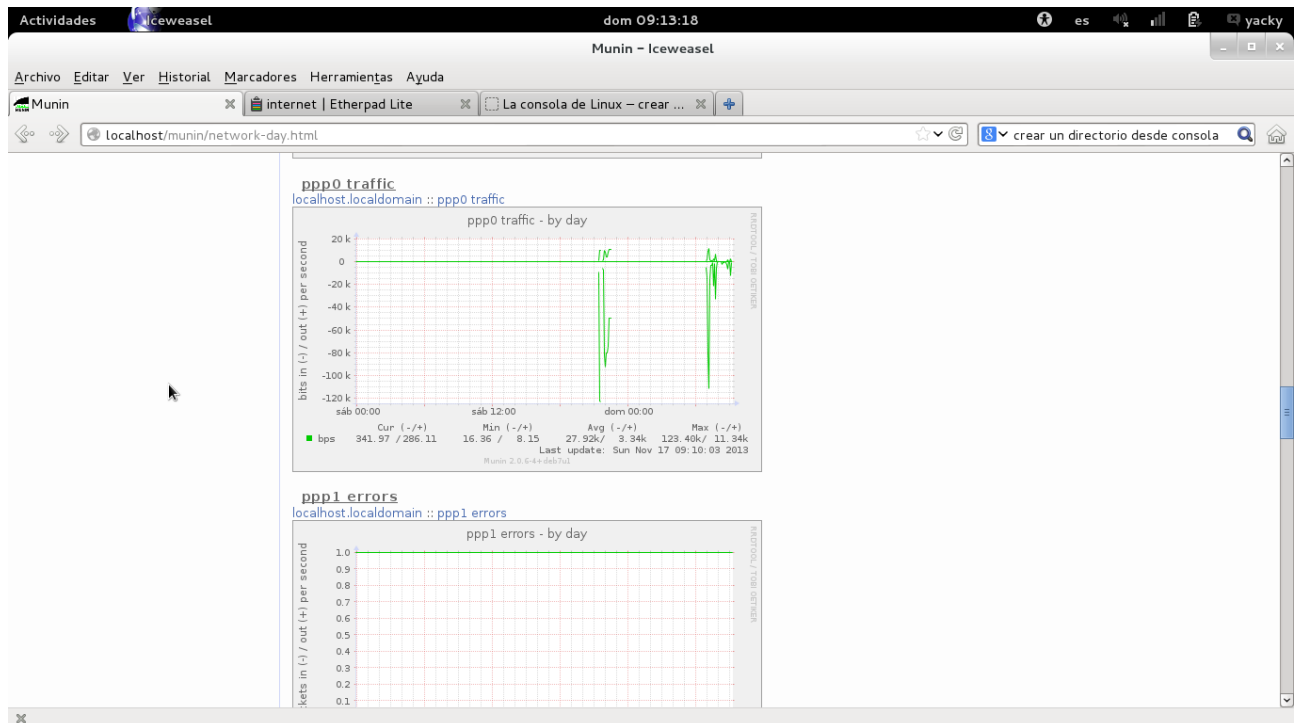 Actividades Iceweasel dom 09:13:18 es yacky
Munin – Iceweasel
Archivo Editar Ver Historial Marcadores Herramientas Ayuda
Munin internet | Etherpad Lite La consola de Linux – crear ...
localhost/munin/network-day.html crear un directorio desde consola
ppp0 traffic
localhost.localdomain :: ppp0 traffic
ppp0 traffic - by day
RRDTOOL / TOBI OETIKER
bits in (-) / out (+) per second
20 k
0
-20 k
-40 k
-60 k
-80 k
-100 k
-120 k
sáb 00:00 sáb 12:00 dom 00:00
Cur (-/+) Min (-/+) Avg (-/+) Max (-/+)
bps 341.97 /286.11 16.36 / 8.15 27.92k/ 3.34k 123.40k/ 11.34k
Last update: Sun Nov 17 09:10:03 2013
Munin 2.0.6-4+deb7u1
ppp1 errors
localhost.localdomain :: ppp1 errors
ppp1 errors - by day
RRDTOOL / TOBI OETIKER
in (-) / out (+) per second
1.0
0.9
0.8
0.7
0.6
0.5
0.4
0.3
0.2
0.1